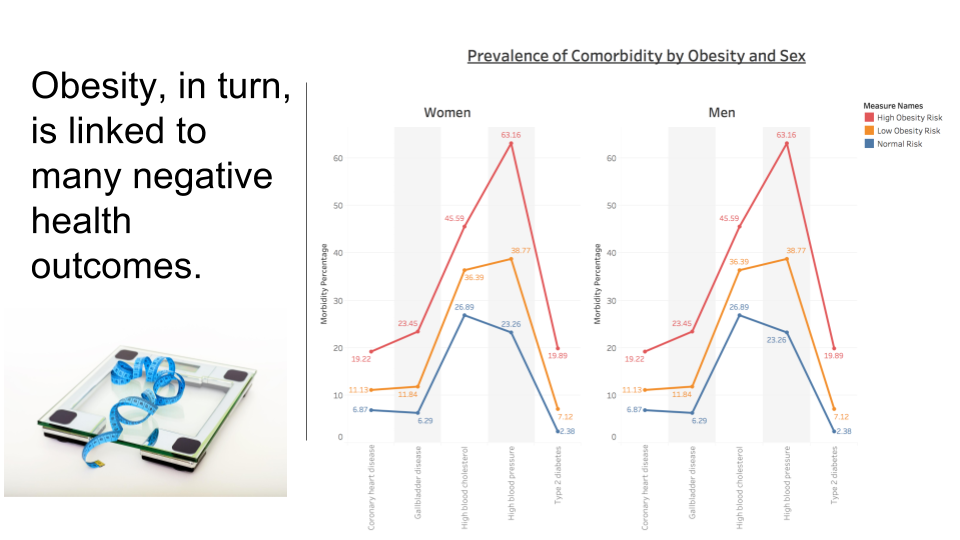 Obesity, in turn,
is linked to
many negative
health
outcomes.
Prevalence of Comorbidity by Obesity and Sex
Women
Men
Measure Names
High Obesity Risk
Low Obesity Risk
Normal Risk
Morbidity Percentage
60
50
40
30
20
10
0
19.22
23.45
45.59
63.16
19.89
11.13
11.84
36.39
38.77
7.12
6.87
6.29
26.89
23.26
2.38
Coronary heart disease
Gallbladder disease
High blood cholesterol
High blood pressure
Type 2 diabetes
Morbidity Percentage
60
50
40
30
20
10
0
19.22
23.45
45.59
63.16
19.89
11.13
11.84
36.39
38.77
7.12
6.87
6.29
26.89
23.26
2.38
Coronary heart disease
Gallbladder disease
High blood cholesterol
High blood pressure
Type 2 diabetes